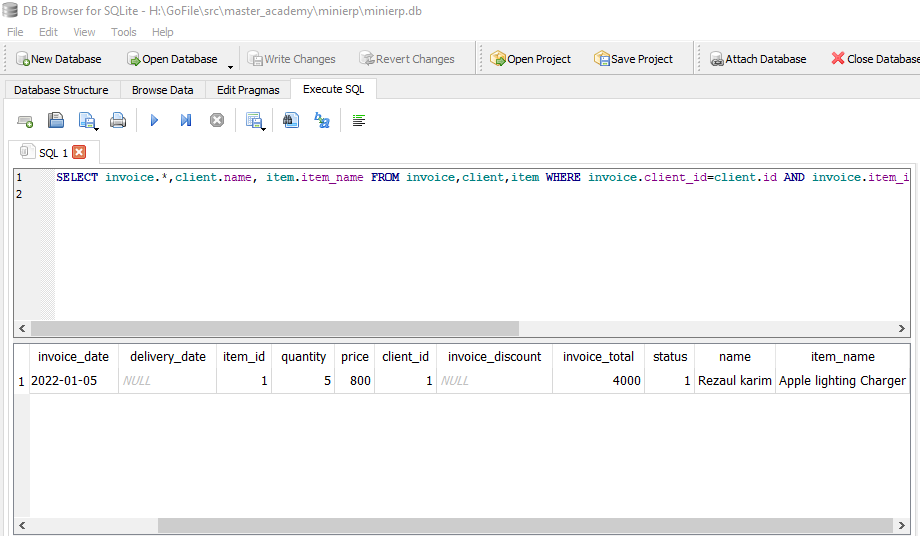 DB Browser for SQLite - H:\GoFile\src\master_academy\minierp\minierp.db
File Edit View Tools Help
New Database Open Database Write Changes Revert Changes Open Project Save Project Attach Database Close Database
Database Structure Browse Data Edit Pragmas Execute SQL
SQL 1
1 SELECT invoice.*,client.name, item.item_name FROM invoice,client,item WHERE invoice.client_id=client.id AND invoice.item_i
2
invoice_date delivery_date item_id quantity price client_id invoice_discount invoice_total status name item_name
1 2022-01-05 NULL 1 5 800 1 NULL 4000 1 Rezaul karim Apple lighting Charger